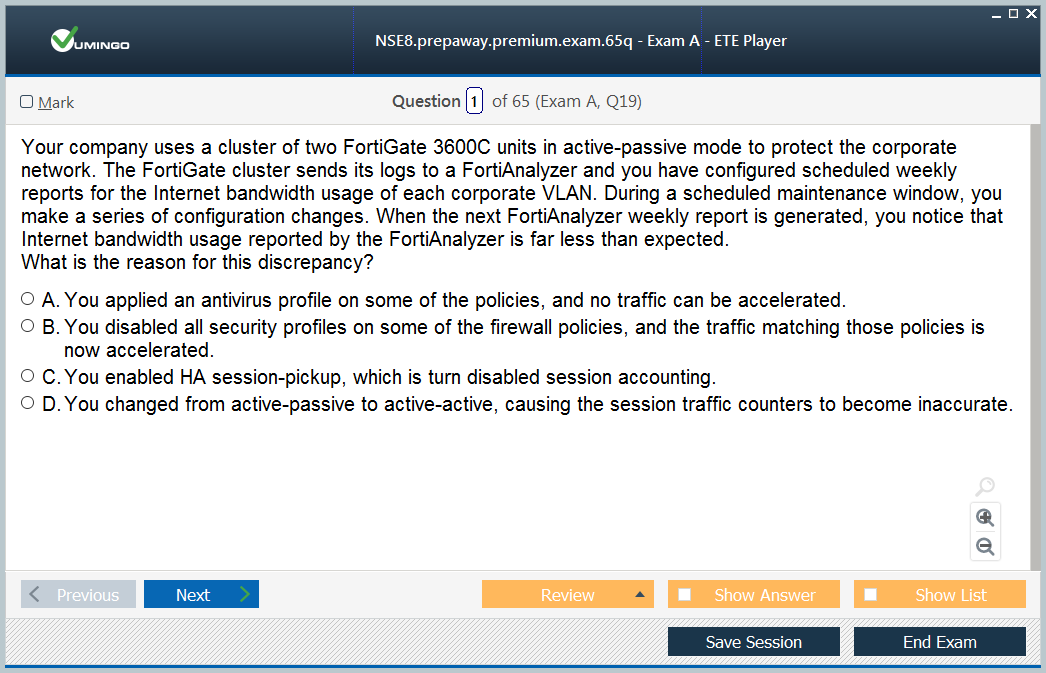 VUMINGO
NSE8.prepaway.premium.exam.65q - Exam A - ETE Player
Mark
Question 1 of 65 (Exam A, Q19)
Your company uses a cluster of two FortiGate 3600C units in active-passive mode to protect the corporate
network. The FortiGate cluster sends its logs to a FortiAnalyzer and you have configured scheduled weekly
reports for the Internet bandwidth usage of each corporate VLAN. During a scheduled maintenance window, you
make a series of configuration changes. When the next FortiAnalyzer weekly report is generated, you notice that
Internet bandwidth usage reported by the FortiAnalyzer is far less than expected.
What is the reason for this discrepancy?
A. You applied an antivirus profile on some of the policies, and no traffic can be accelerated.
B. You disabled all security profiles on some of the firewall policies, and the traffic matching those policies is
now accelerated.
C. You enabled HA session-pickup, which is turn disabled session accounting.
D. You changed from active-passive to active-active, causing the session traffic counters to become inaccurate.
Previous
Next
Review
Show Answer
Show List
Save Session
End Exam